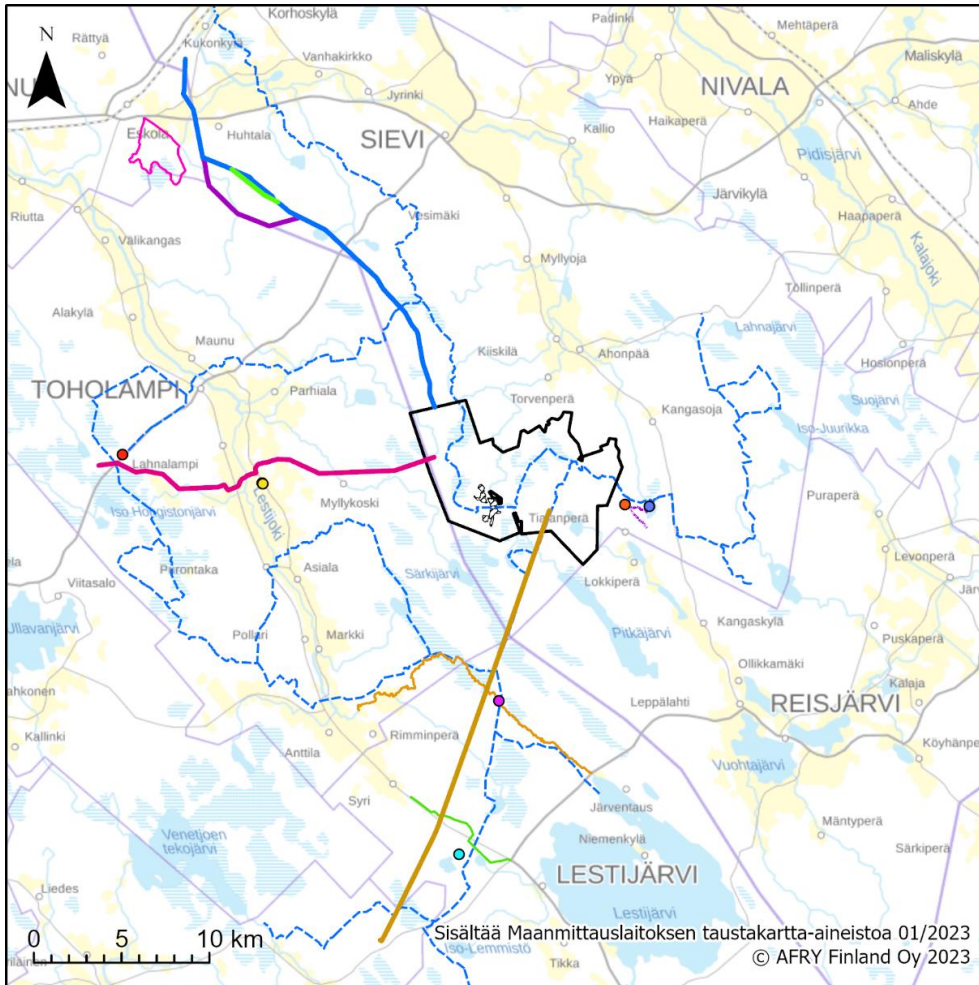 Korhoskylä
Padinki
Mehtäperä
N
Rättyä
Kukonkylä
Vanhakirkko
Maliskylä
Ypyä
NIVALA
Jyrinki
Ahde
Eskola
Huhtala
SIEVI
Kallio
Haikaperä
Pidisjärvi
Järvikylä
Riutta
Vesimäki
Haapaperä
Välikangas
Kalajoki
Myllyoja
Töllinperä
Alakylä
Lahnajärvi
Maunu
Kiiskilä
Ahonpää
Hosionperä
TOHOLAMPI
Parhiala
Torvenperä
Kangasoja
Suojärvi
Iso-Juurikka
Lahnalampi
Myllykoski
Puraperä
Iso Hongistonjärvi
Lestijoki
Tiaisenperä
Levonperä
Viitasalo
Purontaka
Asiala
Särkijärvi
Lokkiperä
Ullavanjärvi
Pollari
Markki
Pitkäjärvi
Kangaskylä
Puskaperä
Ollikkamäki
Kalaja
Leppälahti
REISJÄRVI
Kallinki
Anttila
Rimminperä
Köyhänperä
Vuohtajärvi
Syri
Järventaus
Mäntyperä
Venetjoen
tekojärvi
Niemenkylä
Särkiperä
LESTIJÄRVI
Liedes
Lestijärvi
0 5 10 km
Sisältää Maanmittauslaitoksen taustakartta-aineistoa 01/2023
Iso-Lemmistö
© AFRY Finland Oy 2023
Tikka